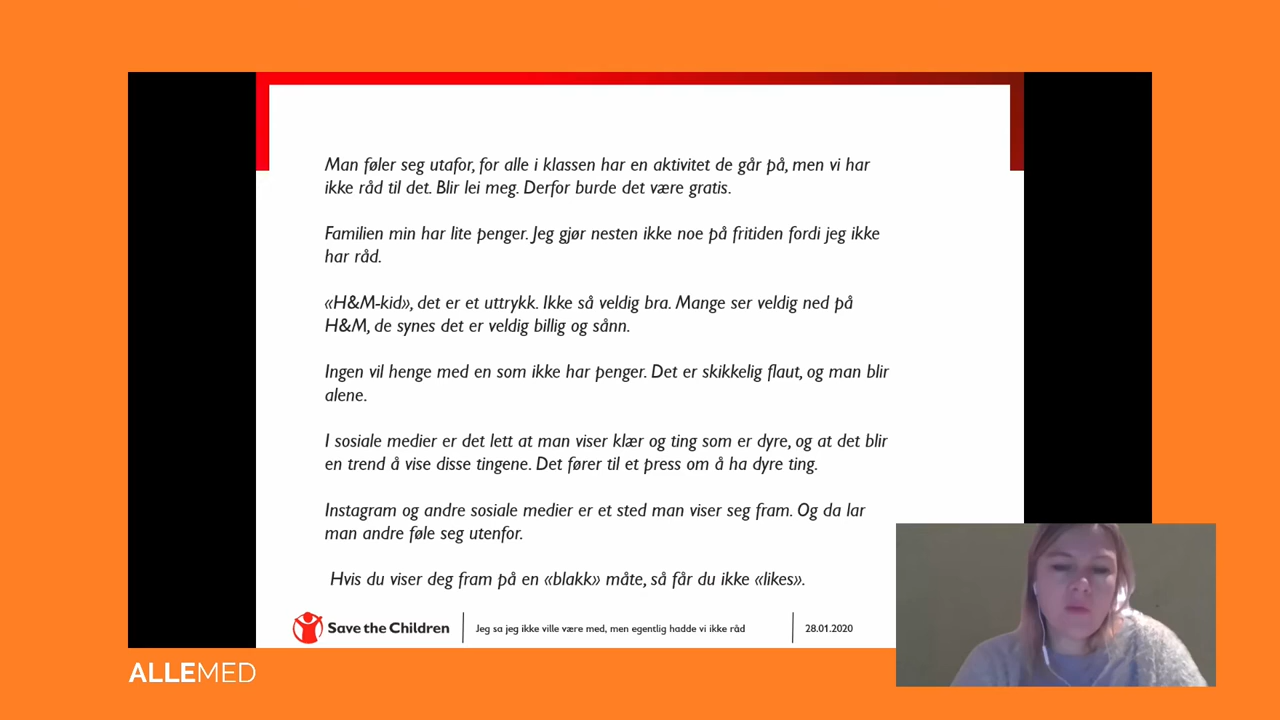 Man føler seg utafor, for alle i klassen har en aktivitet de går på, men vi har
ikke råd til det. Blir lei meg. Derfor burde det være gratis.
Familien min har lite penger. Jeg gjør nesten ikke noe på fritiden fordi jeg ikke
har råd.
«H&M-kid», det er et uttrykk. Ikke så veldig bra. Mange ser veldig ned på
H&M, de synes det er veldig billig og sånn.
Ingen vil henge med en som ikke har penger. Det er skikkelig flaut, og man blir
alene.
I sosiale medier er det lett at man viser klær og ting som er dyre, og at det blir
en trend å vise disse tingene. Det fører til et press om å ha dyre ting.
Instagram og andre sosiale medier er et sted man viser seg fram. Og da lar
man andre føle seg utenfor.
Hvis du viser deg fram på en «blakk» måte, så får du ikke «likes».
Save the Children
Jeg sa jeg ikke ville være med, men egentlig hadde vi ikke råd
28.01.2020
ALLEMED